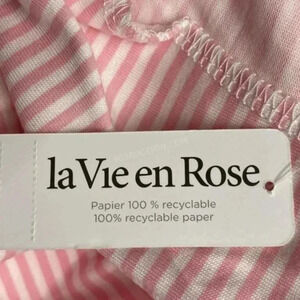 la Vie en Rose
Papier 100 % recyclable
100% recyclable paper